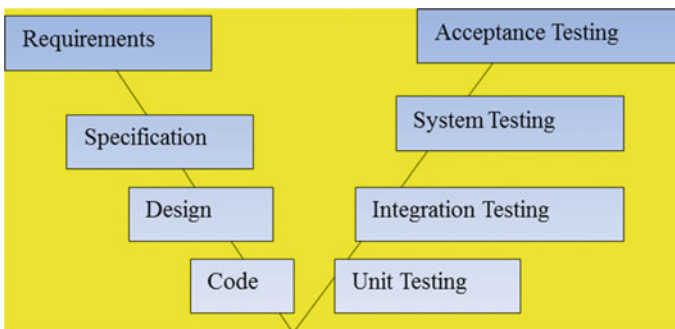 Requirements
Acceptance Testing
Specification
System Testing
Design
Integration Testing
Code
Unit Testing